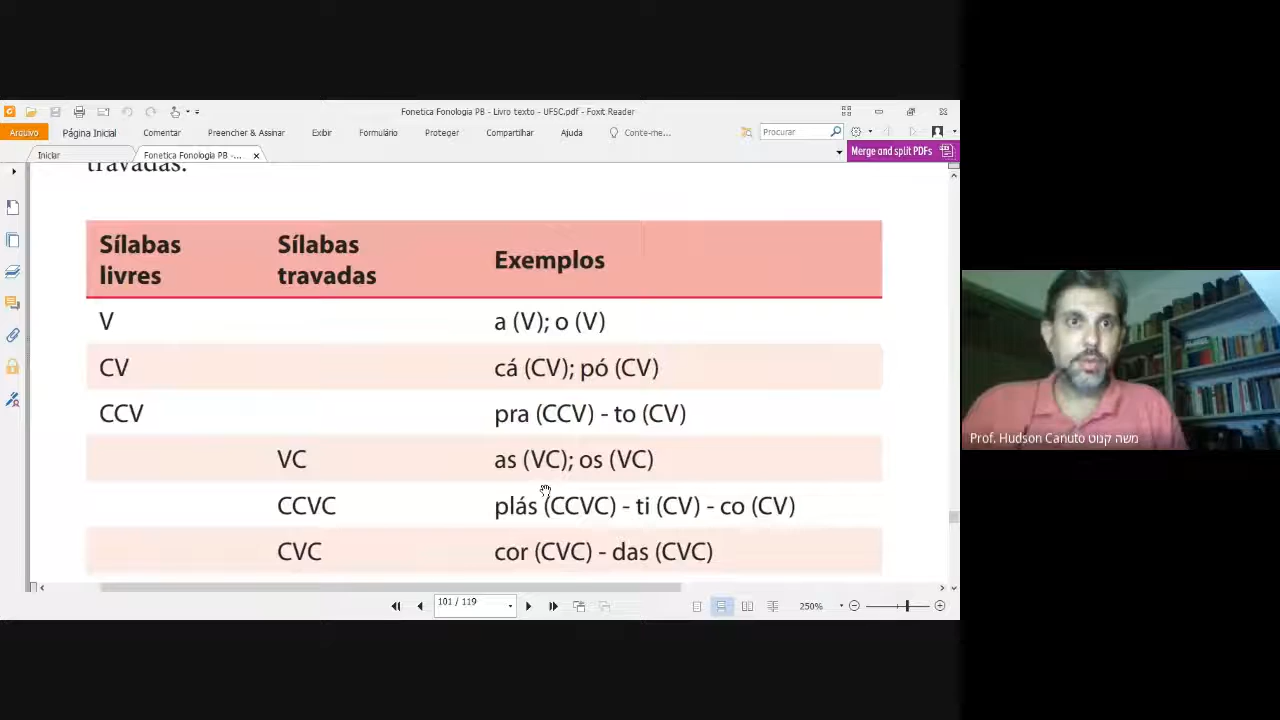 Fonetica Fonologia PB - Livro texto - UFSC.pdf - Foxit Reader
Arquivo Página Inicial Comentar Preencher & Assinar Exibir Formulário Proteger Compartilhar Ajuda Conte-me... Procurar
Iniciar Fonetica Fonologia PB -... Merge and split PDFs
travadas.
Sílabas livres Sílabas travadas Exemplos
V a (V); o (V)
CV cá (CV); pó (CV)
CCV pra (CCV) - to (CV)
VC as (VC); os (VC)
CCVC plás (CCVC) - ti (CV) - co (CV)
CVC cor (CVC) - das (CVC)
101 / 119 250%
Prof. Hudson Canuto משה קנוט